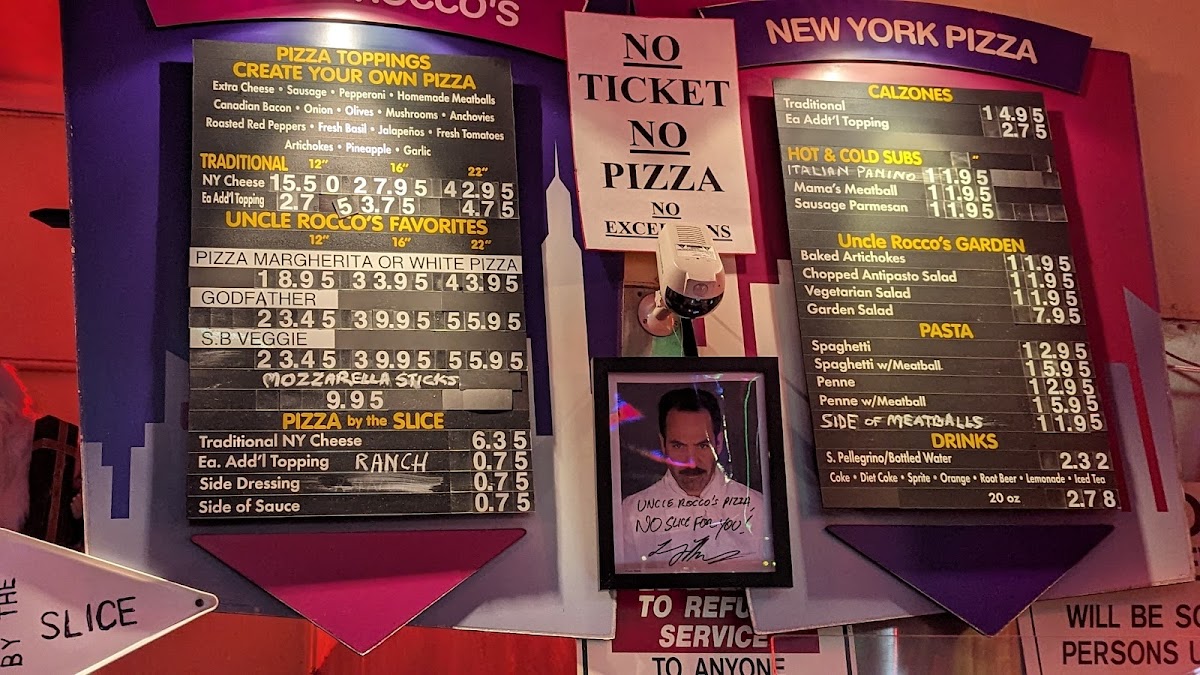 ROCCO'S
PIZZA TOPPINGS
CREATE YOUR OWN PIZZA
Extra Cheese • Sausage • Pepperoni • Homemade Meatballs
Canadian Bacon • Onion • Olives • Mushrooms • Anchovies
Roasted Red Peppers • Fresh Basil • Jalapeños • Fresh Tomatoes
Artichokes • Pineapple • Garlic
TRADITIONAL 12" 16" 22"
NY Cheese 15.50 27.95 42.95
Ea Add'l Topping 2.75 3.75 4.75
UNCLE ROCCO'S FAVORITES
12" 16" 22"
PIZZA MARGHERITA OR WHITE PIZZA
18.95 33.95 43.95
GODFATHER
23.45 39.95 55.95
S.B VEGGIE
23.45 39.95 55.95
MOZZARELLA STICKS
9.95
PIZZA by the SLICE
Traditional NY Cheese 6.35
Ea. Add'l Topping RANCH 0.75
Side Dressing 0.75
Side of Sauce 0.75
NO
TICKET
NO
PIZZA
NO
UNCLE ROCCO'S PIZZA
NO SLICE FOR YOU!
TO
SERVICE
TO ANYONE
NEW YORK PIZZA
CALZONES
Traditional 14.95
Ea Addt'l Topping 2.75
HOT & COLD SUBS "
ITALIAN PANINO 11.95
Mama's Meatball 11.95
Sausage Parmesan 11.95
Uncle Rocco's GARDEN
Baked Artichokes 11.95
Chopped Antipasto Salad 11.95
Vegetarian Salad 11.95
Garden Salad 7.95
PASTA
Spaghetti 12.95
Spaghetti w/Meatball 15.95
Penne 12.95
Penne w/Meatball 15.95
SIDE OF MEATBALLS 11.95
DRINKS
S. Pellegrino/Bottled Water 2.32
Coke • Diet Coke • Sprite • Orange • Root Beer • Lemonade • Iced Tea
20 oz 2.78
BY THE
SLICE
WILL BE
PERSONS